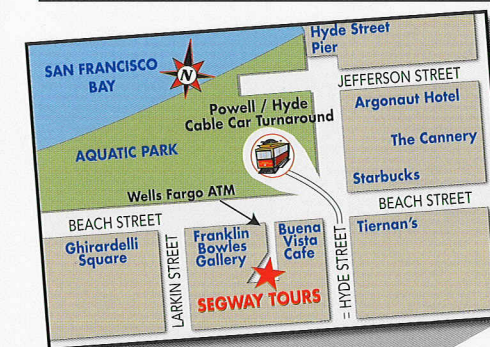 Hyde Street
Pier
SAN FRANCISCO
BAY
N
JEFFERSON STREET
Powell / Hyde
Cable Car Turnaround
Argonaut Hotel
AQUATIC PARK
The Cannery
Starbucks
Wells Fargo ATM
BEACH STREET
BEACH STREET
Ghirardelli
Square
LARKIN STREET
Franklin
Bowles
Gallery
Buena
Vista
Cafe
= HYDE STREET
Tiernan's
SEGWAY TOURS